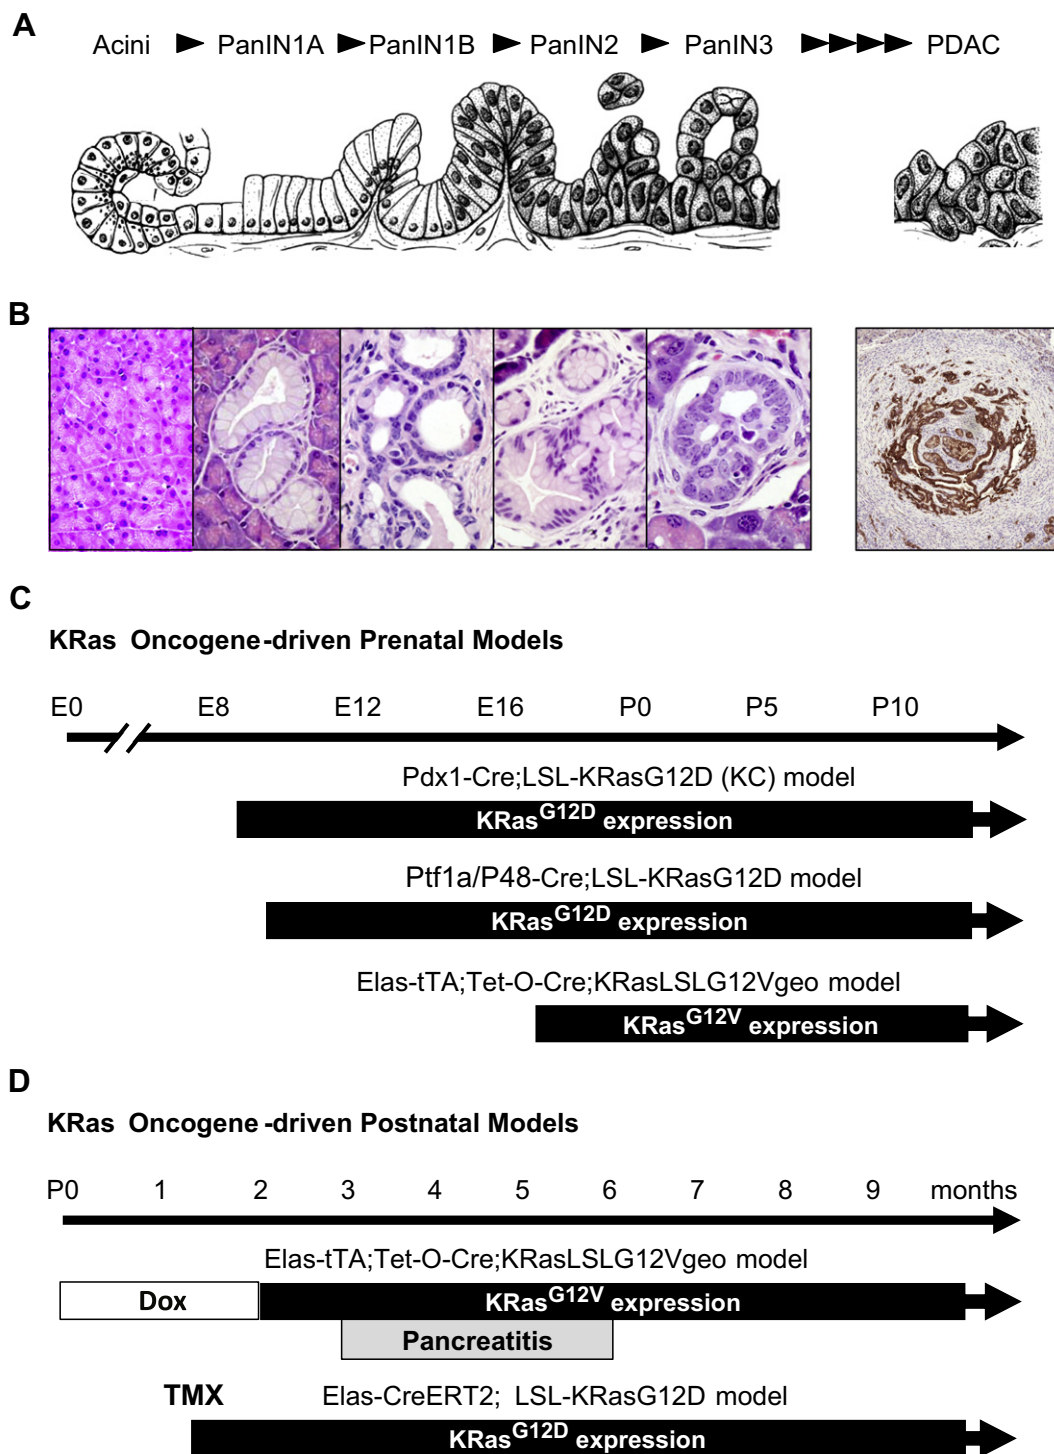 A
Acini PanIN1A PanIN1B PanIN2 PanIN3 PDAC
B
C
KRas Oncogene-driven Prenatal Models
E0 E8 E12 E16 P0 P5 P10
Pdx1-Cre;LSL-KRasG12D (KC) model
KRasG12D expression
Ptf1a/P48-Cre;LSL-KRasG12D model
KRasG12D expression
Elas-tTA;Tet-O-Cre;KRasLSLG12Vgeo model
KRasG12V expression
D
KRas Oncogene-driven Postnatal Models
P0 1 2 3 4 5 6 7 8 9 months
Elas-tTA;Tet-O-Cre;KRasLSLG12Vgeo model
Dox KRasG12V expression
Pancreatitis
TMX Elas-CreERT2; LSL-KRasG12D model
KRasG12D expression